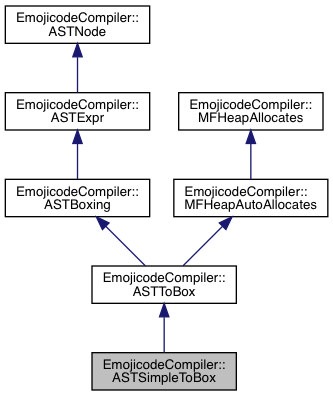 EmojicodeCompiler::
ASTNode
EmojicodeCompiler::
ASTExpr
EmojicodeCompiler::
MFHeapAllocates
EmojicodeCompiler::
ASTBoxing
EmojicodeCompiler::
MFHeapAutoAllocates
EmojicodeCompiler::
ASTToBox
EmojicodeCompiler::
ASTSimpleToBox